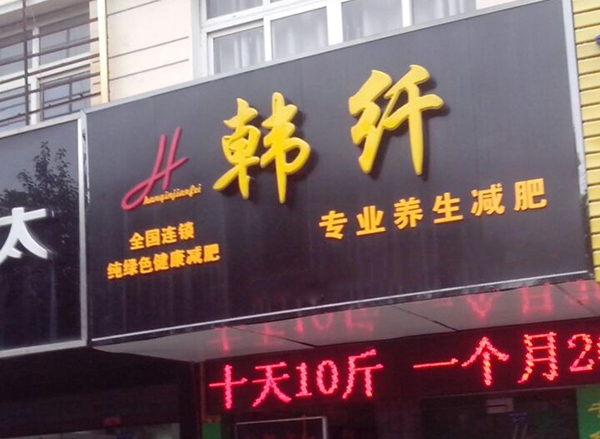 韩纤
H
hanqinjianfei
全国连锁
纯绿色健康减肥
专业养生减肥
太
十天10斤 一个月2